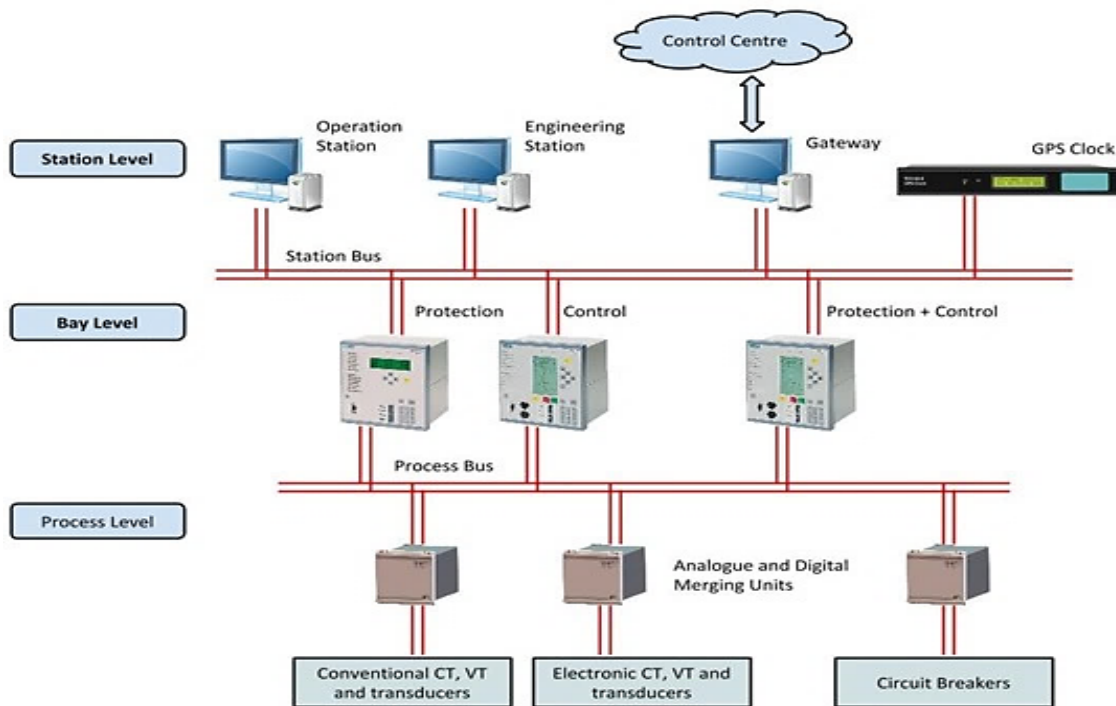 Control Centre
Operation
Station
Engineering
Station
Gateway
GPS Clock
Station Level
Station Bus
Bay Level
Protection
Control
Protection + Control
Process Bus
Process Level
Analogue and Digital
Merging Units
Conventional CT, VT
and transducers
Electronic CT, VT and
transducers
Circuit Breakers